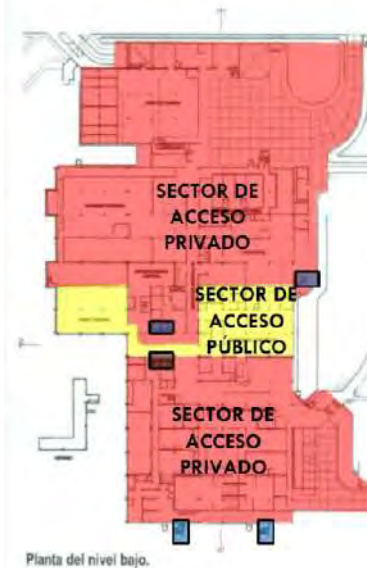 SECTOR DE
ACCESO
PRIVADO
SECTOR DE
ACCESO
PÚBLICO
SECTOR DE
ACCESO
PRIVADO
Planta del nivel bajo.